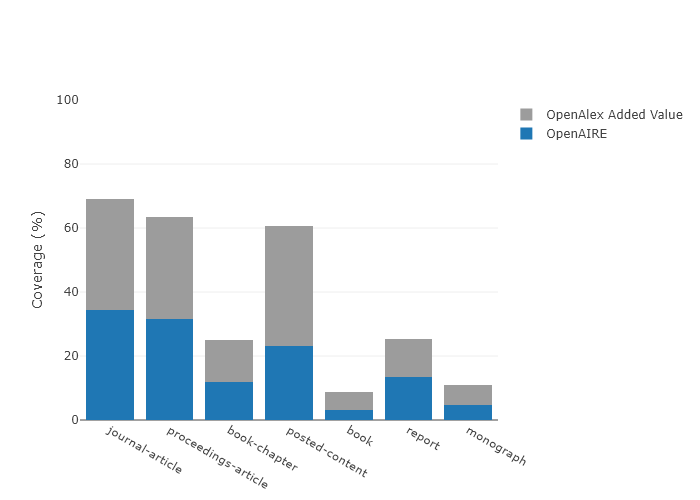 100
80
60
40
20
0
Coverage (%)
journal-article
proceedings-article
book-chapter
posted-content
book
report
monograph
OpenAlex Added Value
OpenAIRE